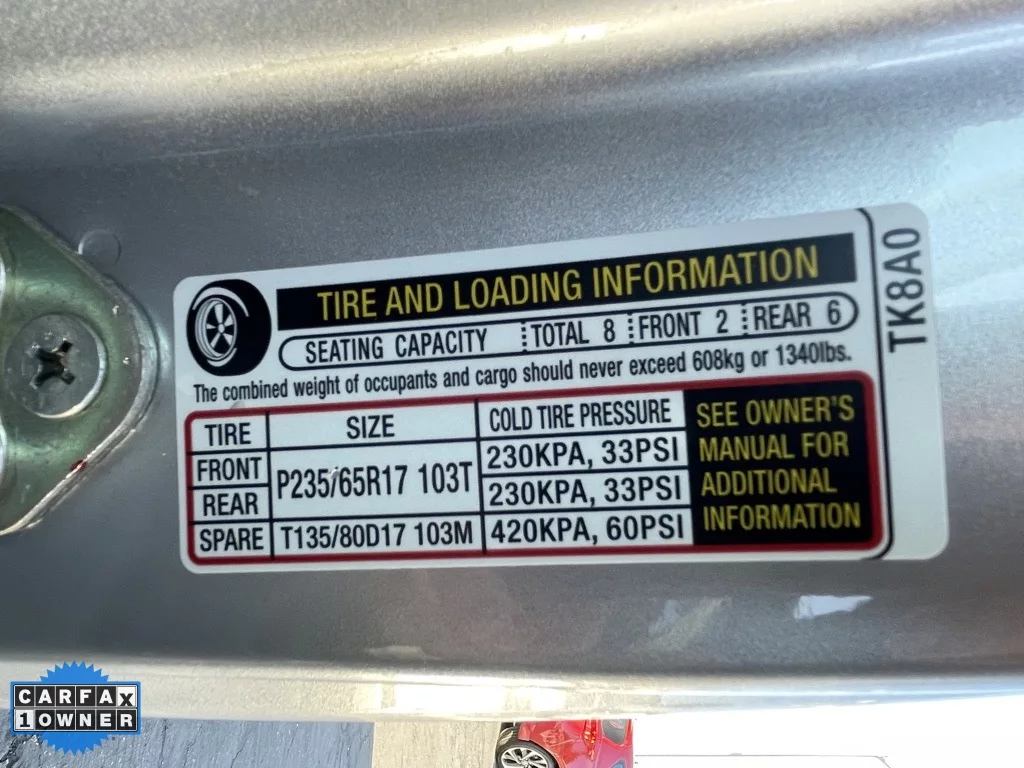 TIRE AND LOADING INFORMATION
SEATING CAPACITY TOTAL 8 FRONT 2 REAR 6
The combined weight of occupants and cargo should never exceed 608kg or 1340lbs.
TIRE SIZE COLD TIRE PRESSURE
FRONT P235/65R17 103T 230KPA, 33PSI
REAR 230KPA, 33PSI
SPARE T135/80D17 103M 420KPA, 60PSI
SEE OWNER'S
MANUAL FOR
ADDITIONAL
INFORMATION
TK8A0
CARFAX
1 OWNER